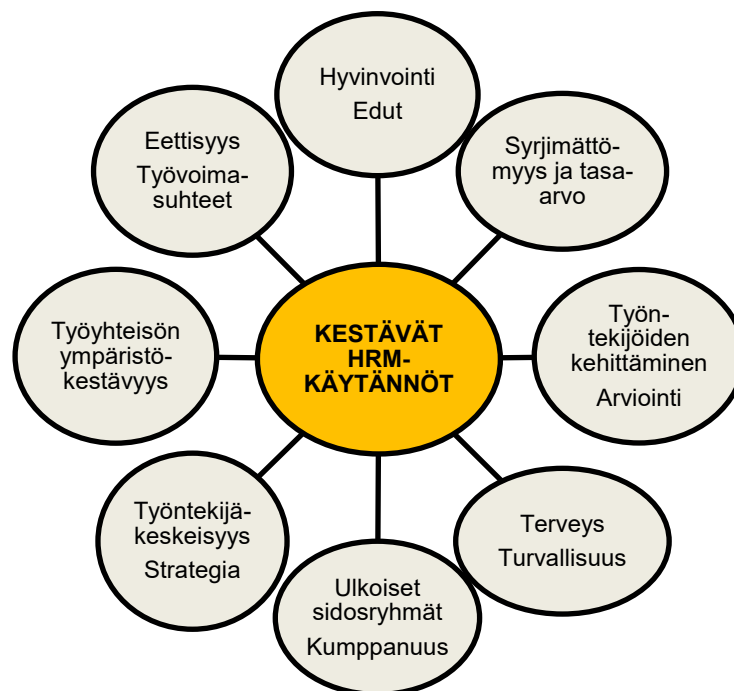 Hyvinvointi
Edut
Syrjimättö-
myys ja tasa-
arvo
Työn-
tekijöiden
kehittäminen
Arviointi
Terveys
Turvallisuus
Ulkoiset
sidosryhmät
Kumppanuus
Työntekijä-
keskeisyys
Strategia
Työyhteisön
ympäristö-
kestävyys
Eettisyys
Työvoima-
suhteet
KESTÄVÄT
HRM-
KÄYTÄNNÖT